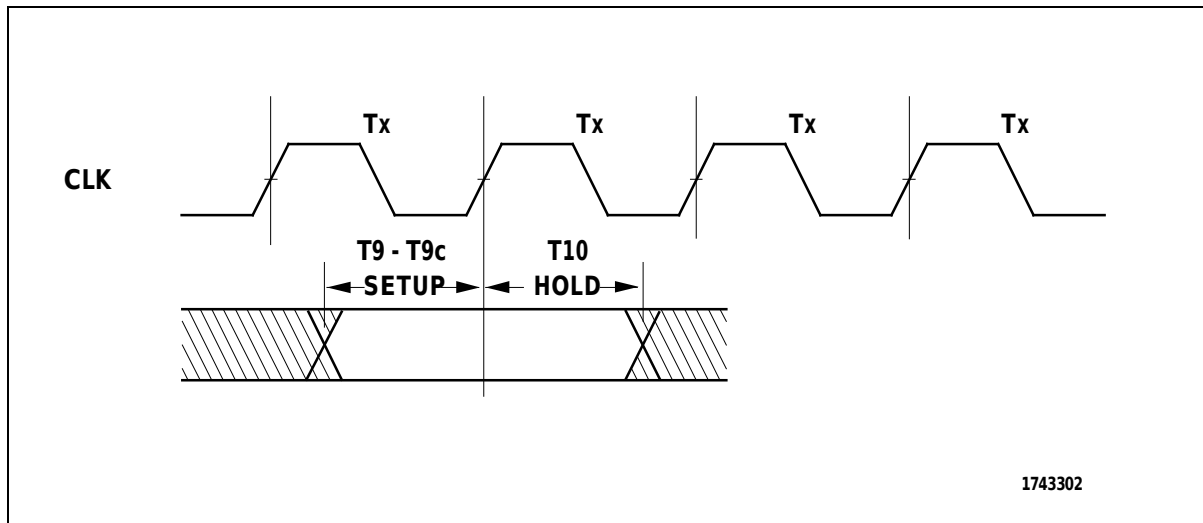 Tx Tx Tx Tx
CLK
T9 - T9c T10
SETUP HOLD
1743302